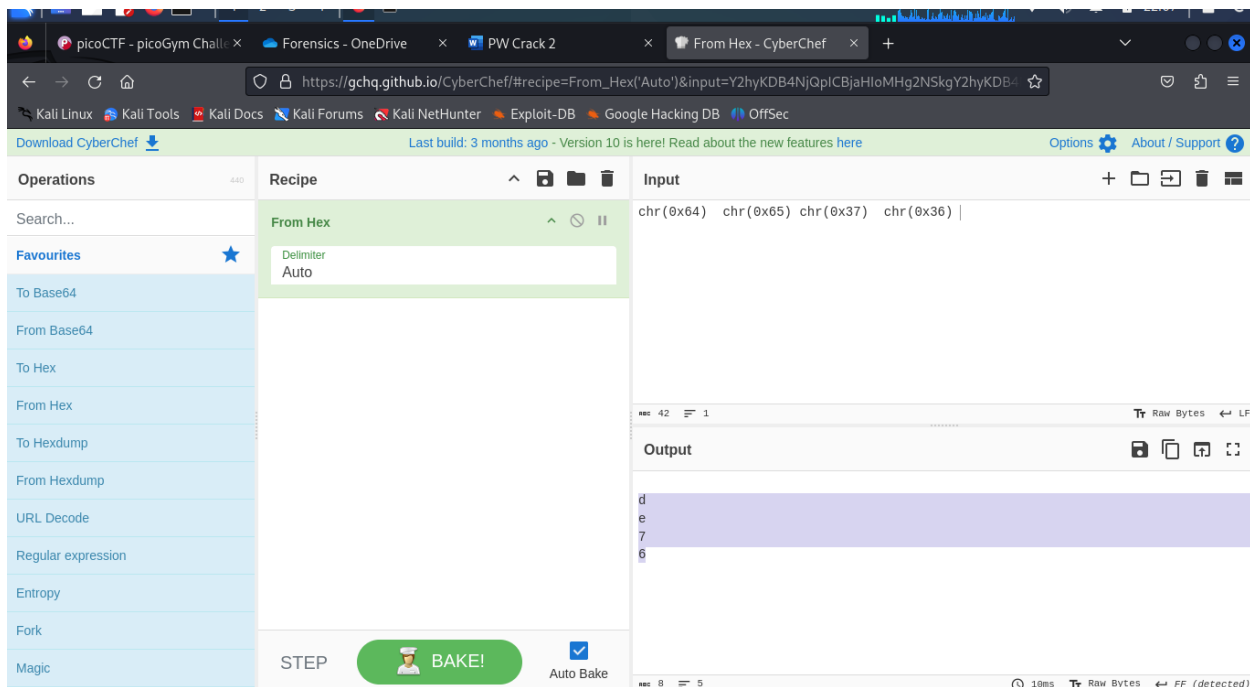 picoCTF - picoGym Challe
Forensics - OneDrive
PW Crack 2
From Hex - CyberChef
https://gchq.github.io/CyberChef/#recipe=From_Hex('Auto')&input=Y2hyKDB4NjQpICBjaHIoMHg2NSkgY2hyKDB4
Kali Linux Kali Tools Kali Docs Kali Forums Kali NetHunter Exploit-DB Google Hacking DB OffSec
Download CyberChef Last build: 3 months ago - Version 10 is here! Read about the new features here Options About / Support
Operations 440
Search...
Favourites
To Base64
From Base64
To Hex
From Hex
To Hexdump
From Hexdump
URL Decode
Regular expression
Entropy
Fork
Magic
Recipe
From Hex
Delimiter
Auto
STEP BAKE! Auto Bake
Input
chr(0x64)  chr(0x65) chr(0x37)  chr(0x36)
ABC 42 1 Tт Raw Bytes LF
Output
d
e
7
6
ABC 8 5 10ms Tт Raw Bytes FF (detected)